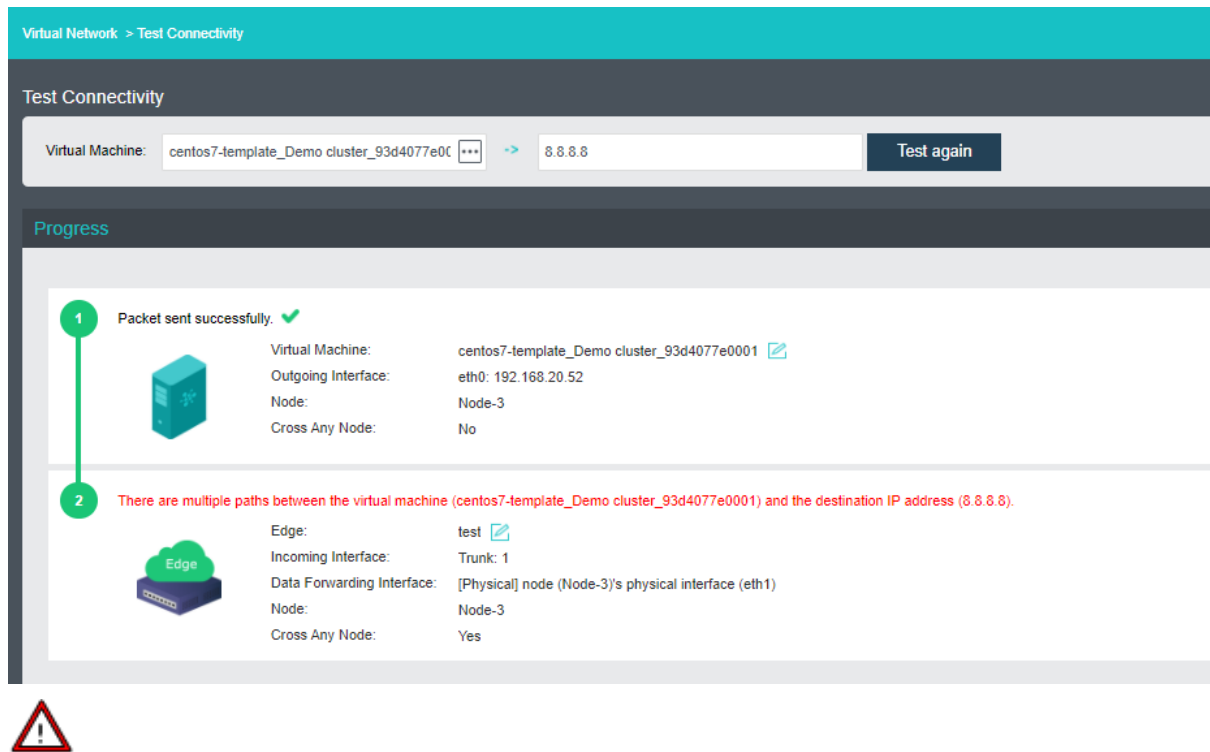 Virtual Network > Test Connectivity
Test Connectivity
Virtual Machine: centos7-template_Demo cluster_93d4077e0( ... -> 8.8.8.8 Test again
Progress
1 Packet sent successfully.
Virtual Machine: centos7-template_Demo cluster_93d4077e0001
Outgoing Interface: eth0: 192.168.20.52
Node: Node-3
Cross Any Node: No
2 There are multiple paths between the virtual machine (centos7-template_Demo cluster_93d4077e0001) and the destination IP address (8.8.8.8).
Edge: test
Edge
Incoming Interface: Trunk: 1
Data Forwarding Interface: [Physical] node (Node-3)'s physical interface (eth1)
Node: Node-3
Cross Any Node: Yes
!